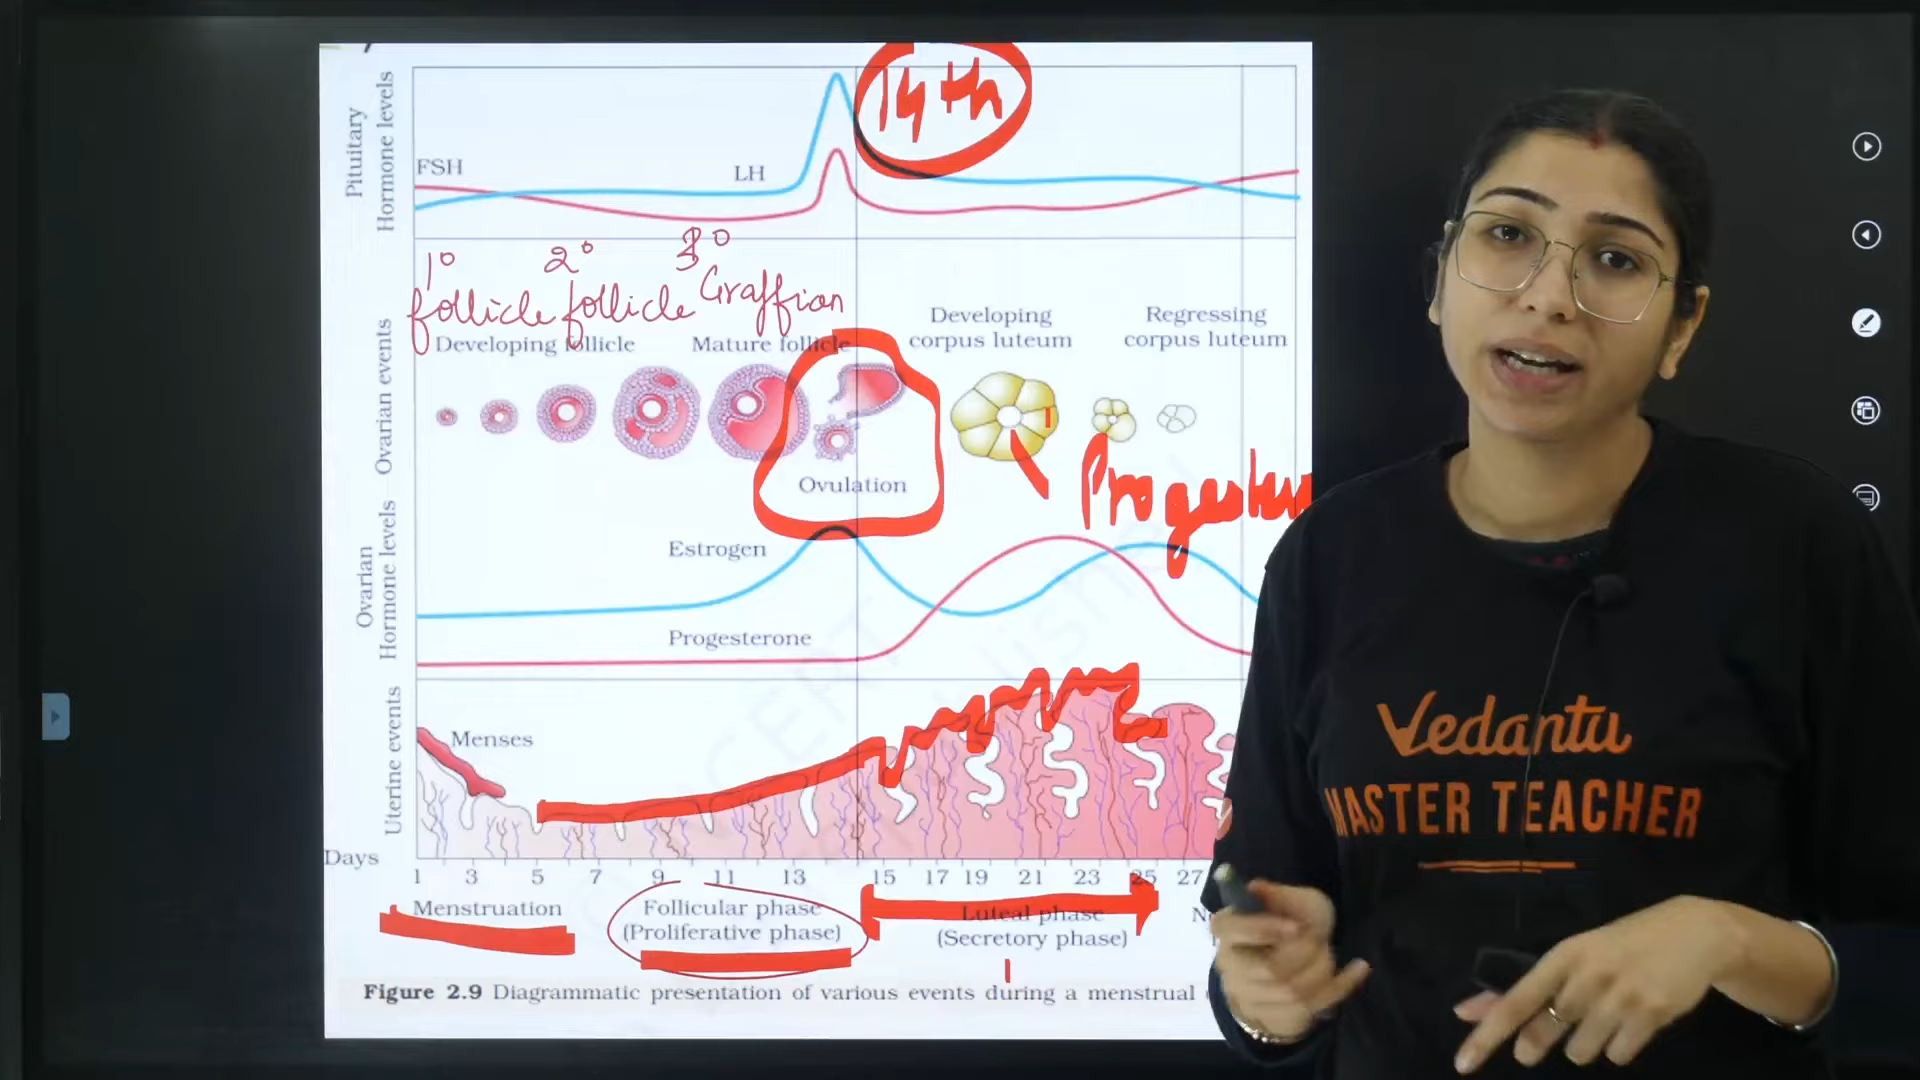 Pituitary
Hormone levels
FSH
LH
14th
1° 2° 3°
follicle follicle Graffian
Ovarian events
Developing follicle
Mature follicle
Developing
corpus luteum
Regressing
corpus luteum
Ovulation
Progester
Ovarian
Hormone levels
Estrogen
Progesterone
Uterine events
Menses
Days
1 3 5 7 9 11 13 15 17 19 21 23 25 27
Menstruation
Follicular phase
(Proliferative phase)
Luteal phase
(Secretory phase)
Figure 2.9 Diagrammatic presentation of various events during a menstrual
Vedantu
MASTER TEACHER